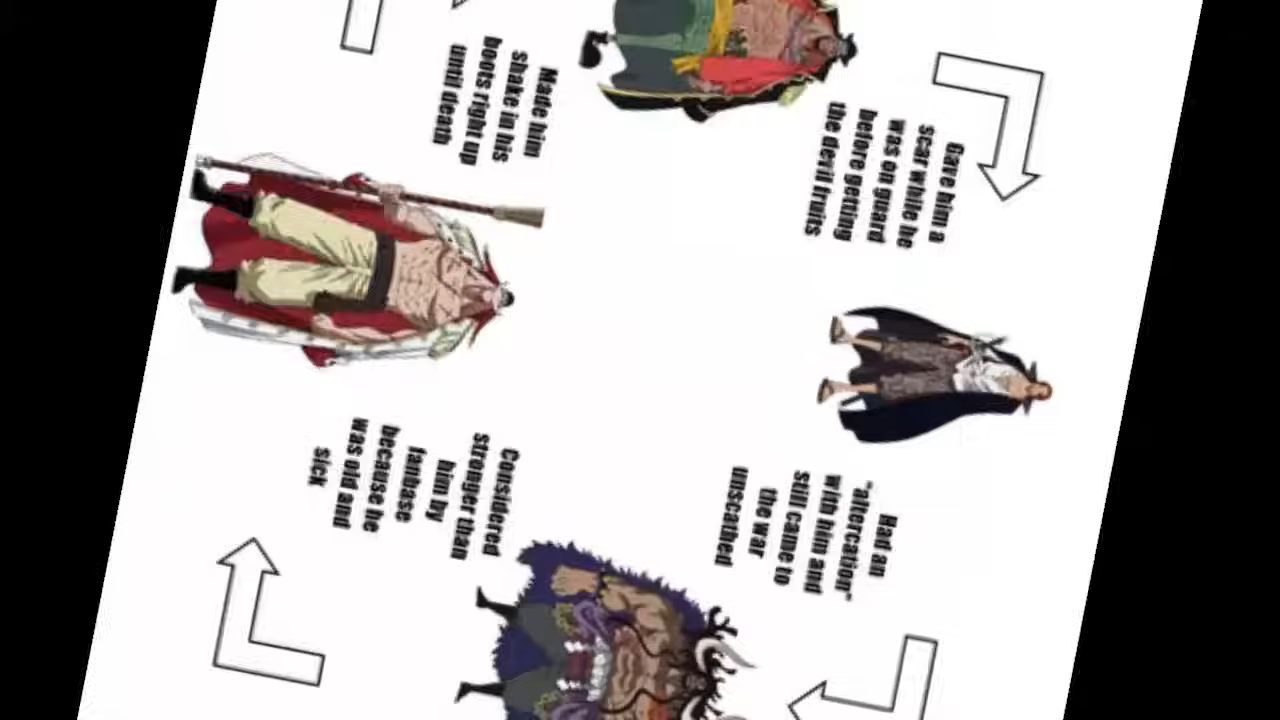 Made him
shake in his
boots right up
until death
Gave him a
scar while he
was on guard
before getting
the devil fruits
Considered
stronger than
him by
fanbase
because he
was old and
sick
Had an
"altercation"
with him and
still came to
the war
unscathed